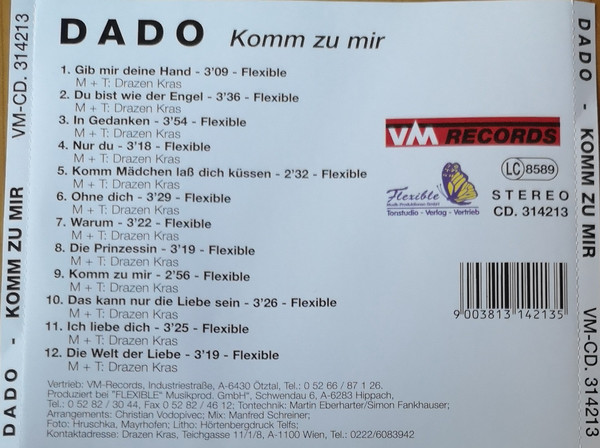 DADO Komm zu mir
1. Gib mir deine Hand - 3'09 - Flexible
M + T: Drazen Kras
2. Du bist wie der Engel - 3'36 - Flexible
M + T: Drazen Kras
3. In Gedanken - 3'54 - Flexible
M + T: Drazen Kras
4. Nur du - 3'18 - Flexible
M + T: Drazen Kras
5. Komm Mädchen laß dich küssen - 2'32 - Flexible
M + T: Drazen Kras
6. Ohne dich - 3'29 - Flexible
M + T: Drazen Kras
7. Warum - 3'22 - Flexible
M + T: Drazen Kras
8. Die Prinzessin - 3'19 - Flexible
M + T: Drazen Kras
9. Komm zu mir - 2'56 - Flexible
M + T: Drazen Kras
10. Das kann nur die Liebe sein - 3'26 - Flexible
M + T: Drazen Kras
11. Ich liebe dich - 3'25 - Flexible
M + T: Drazen Kras
12. Die Welt der Liebe - 3'19 - Flexible
M + T: Drazen Kras
Vertrieb: VM-Records, Industriestraße, A-6430 Ötztal, Tel.: 0 52 66 / 87 1 26.
Produziert bei "FLEXIBLE" Musikprod. GmbH", Schwendau 6, A-6283 Hippach,
Tel.: 0 52 82 / 30 44, Fax 0 52 82 / 46 12; Tontechnik: Martin Eberharter/Simon Fankhauser;
Arrangements: Christian Vodopivec; Mix: Manfred Schreiner;
Foto: Hruschka, Mayrhofen; Litho: Hörtenbergdruck Telfs;
Kontaktadresse: Drazen Kras, Teichgasse 11/1/8, A-1100 Wien, Tel.: 0222/6083942
VM RECORDS
LC 8589
Flexible
Musik-Produktionen GmbH
Tonstudio - Verlag - Vertrieb
STEREO
CD. 314213
9 003813 142135
DADO - KOMM ZU MIR VM-CD. 314213
DADO - KOMM ZU MIR VM-CD. 314213